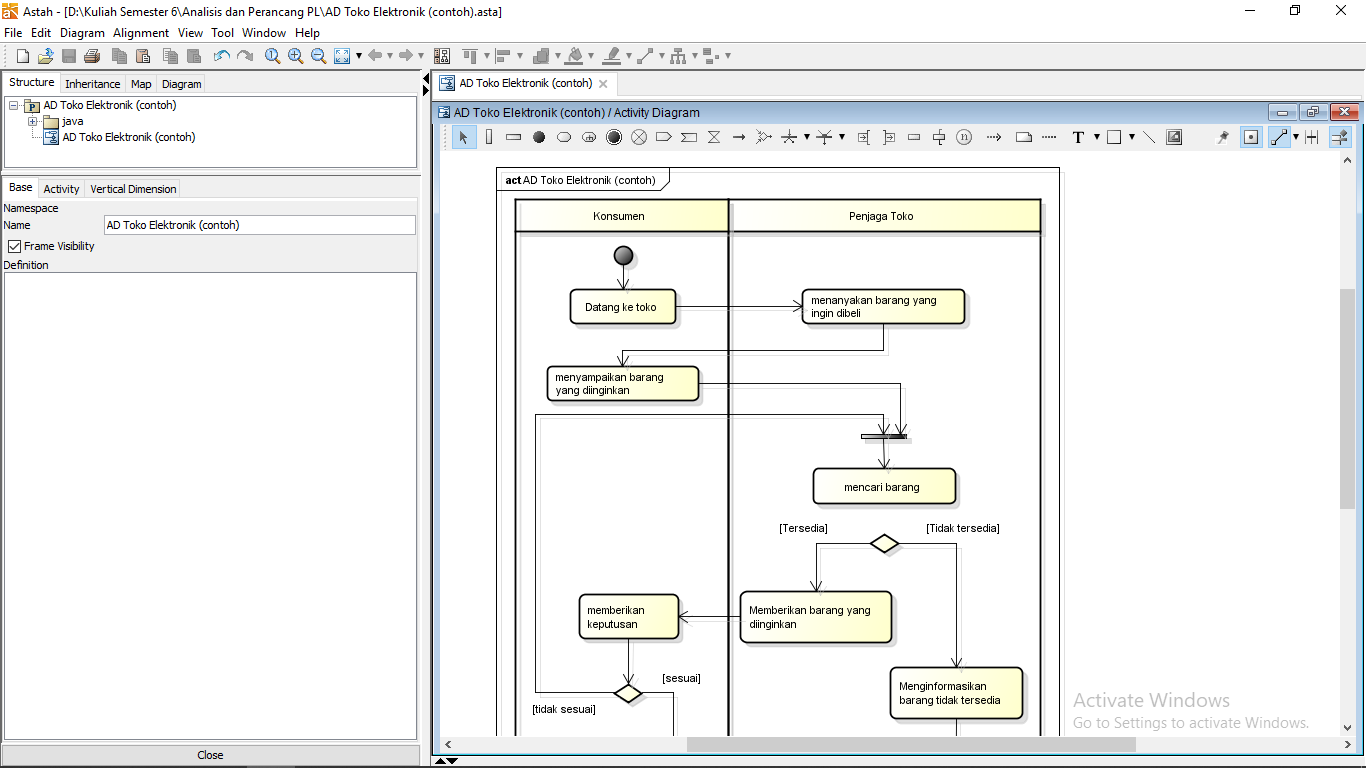 Astah - [D:\Kuliah Semester 6\Analisis dan Perancang PL\AD Toko Elektronik (contoh).asta]
File Edit Diagram Alignment View Tool Window Help
Structure Inheritance Map Diagram
AD Toko Elektronik (contoh)
java
AD Toko Elektronik (contoh)
Base Activity Vertical Dimension
Namespace
Name AD Toko Elektronik (contoh)
Frame Visibility
Definition
Close
AD Toko Elektronik (contoh)
AD Toko Elektronik (contoh) / Activity Diagram
act AD Toko Elektronik (contoh)
Konsumen
Penjaga Toko
Datang ke toko
menanyakan barang yang
ingin dibeli
menyampaikan barang
yang diinginkan
mencari barang
[Tersedia]
[Tidak tersedia]
memberikan
keputusan
Memberikan barang yang
diinginkan
[sesuai]
[tidak sesuai]
Menginformasikan
barang tidak tersedia
Activate Windows
Go to Settings to activate Windows.